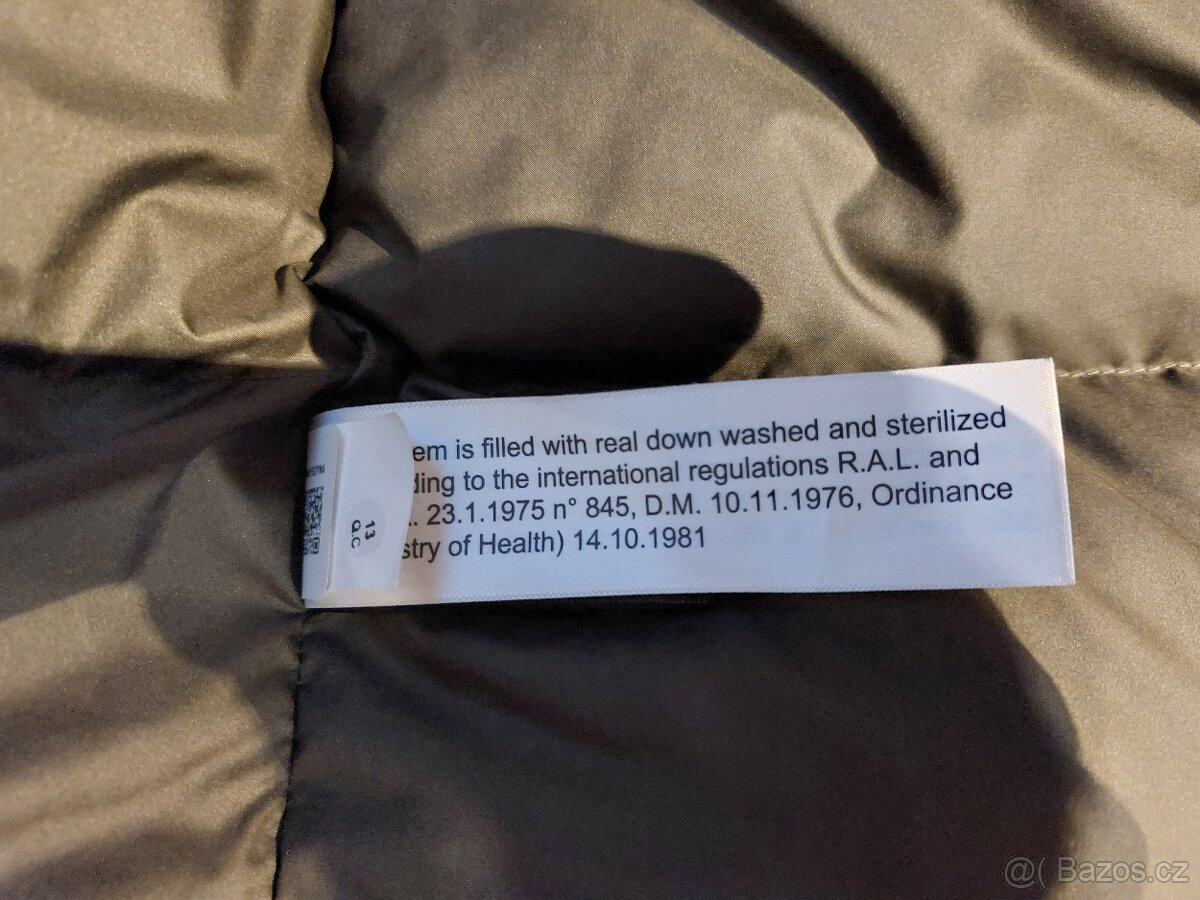 em is filled with real down washed and sterilized
ding to the international regulations R.A.L. and
. 23.1.1975 n° 845, D.M. 10.11.1976, Ordinance
stry of Health) 14.10.1981
13
Q.C
@( Bazos.cz